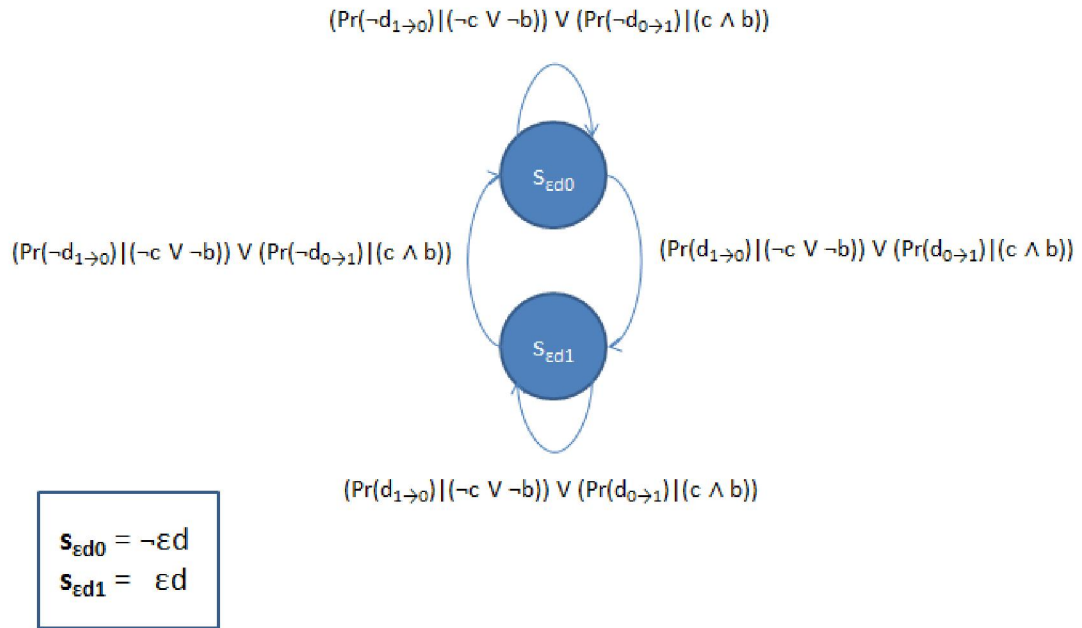 (Pr(¬d₁→₀)|(¬c V ¬b)) V (Pr(¬d₀→₁)|(c Λ b))
sεd0
(Pr(¬d₁→₀)|(¬c V ¬b)) V (Pr(¬d₀→₁)|(c Λ b))
(Pr(d₁→₀)|(¬c V ¬b)) V (Pr(d₀→₁)|(c Λ b))
sεd1
(Pr(d₁→₀)|(¬c V ¬b)) V (Pr(d₀→₁)|(c Λ b))
sεd0 = ¬εd
sεd1 = εd